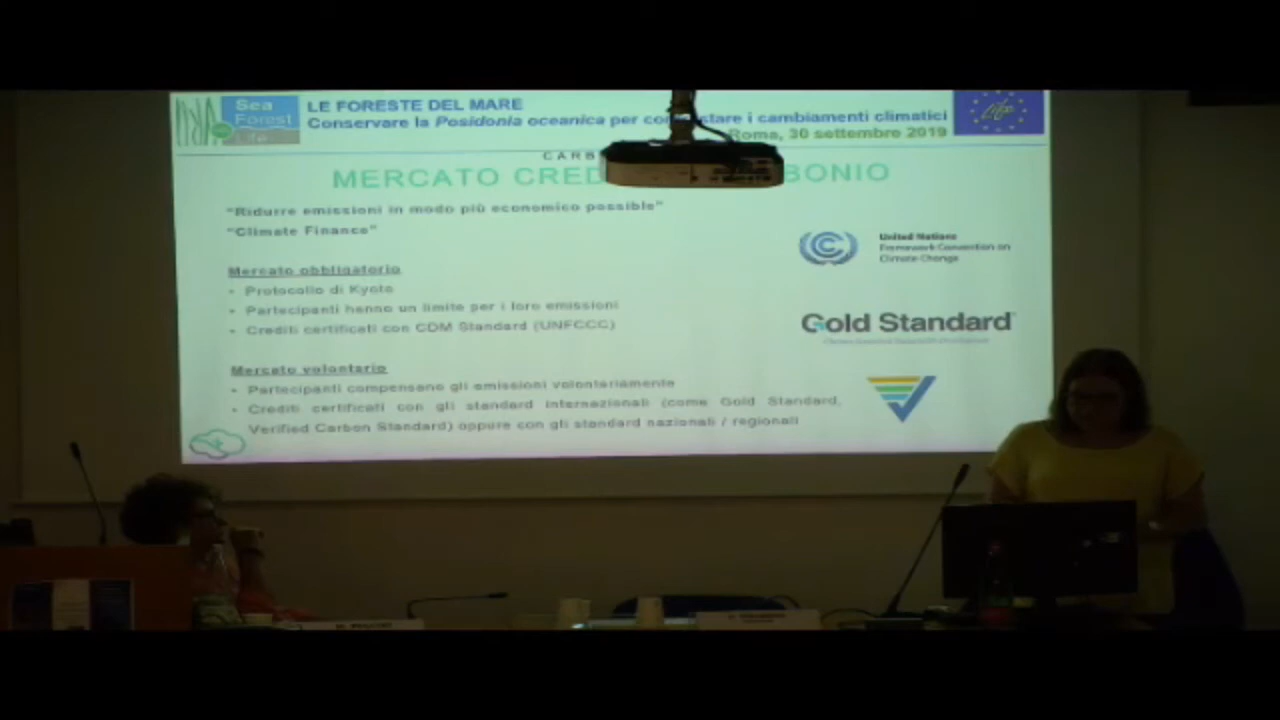 Sea
Forest
Life
LE FORESTE DEL MARE
Conservare la Posidonia oceanica per con stare i cambiamenti climatici
Roma, 30 settembre 2019
life
CARB
MERCATO CRED BONIO
"Ridurre emissioni in modo più economico possibile"
"Climate Finance"
Mercato obbligatorio
• Protocollo di Kyoto
• Partecipanti hanno un limite per i loro emissioni
• Crediti certificati con CDM Standard (UNFCCC)
Mercato volontario
• Partecipanti compensano gli emissioni volontariamente
• Crediti certificati con gli standard internazionali (come Gold Standard,
Verified Carbon Standard) oppure con gli standard nazionali / regionali
United Nations
Framework Convention on
Climate Change
Gold Standard